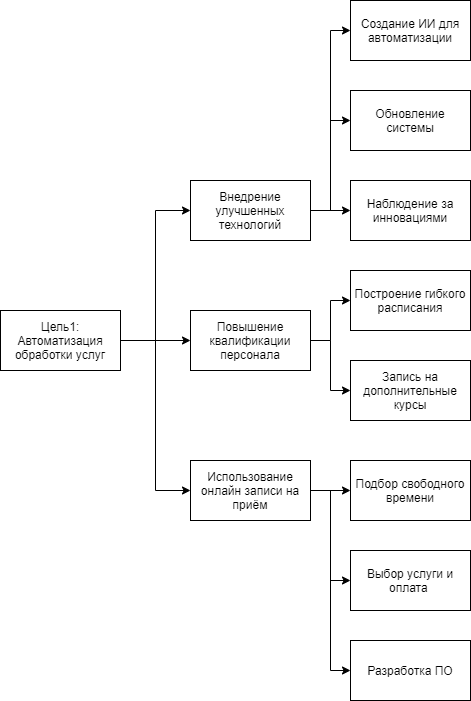 Создание ИИ для
автоматизации
Обновление
системы
Внедрение
улучшенных
технологий
Наблюдение за
инновациями
Построение гибкого
расписания
Цель1:
Автоматизация
обработки услуг
Повышение
квалификации
персонала
Запись на
дополнительные
курсы
Использование
онлайн записи на
приём
Подбор свободного
времени
Выбор услуги и
оплата
Разработка ПО